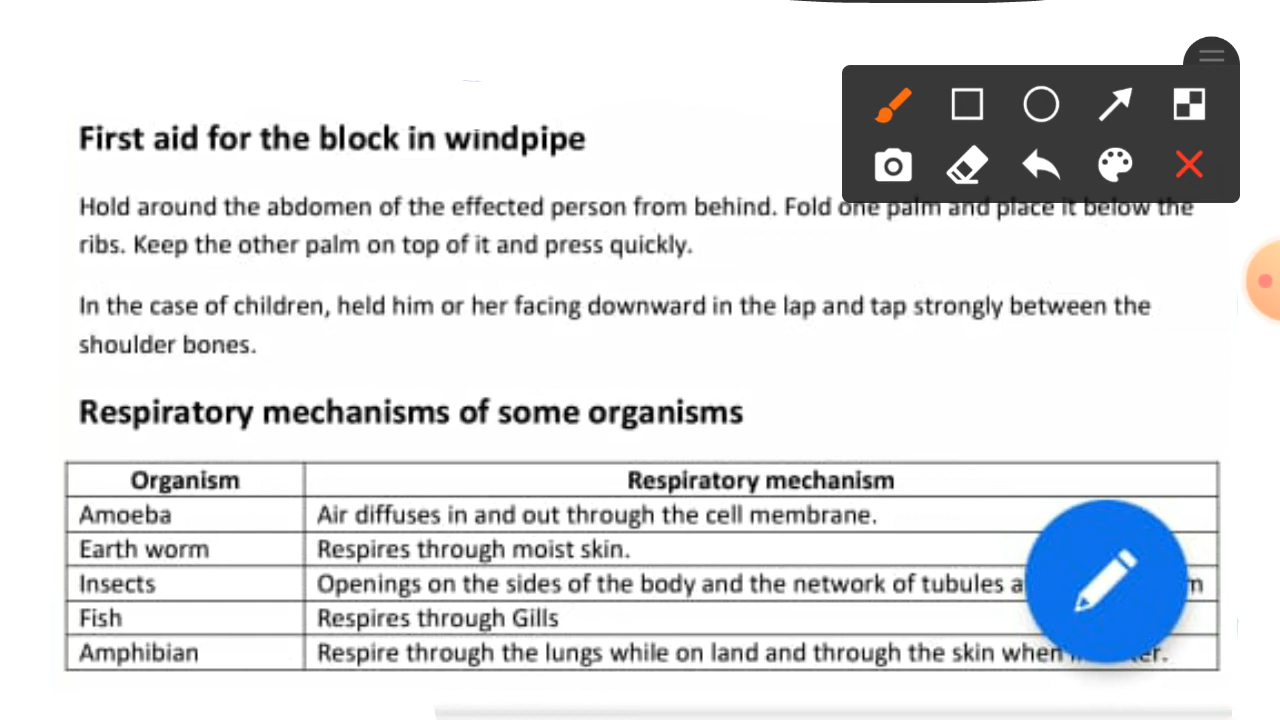 First aid for the block in windpipe
Hold around the abdomen of the effected person from behind. Fold one palm and place it below the
ribs. Keep the other palm on top of it and press quickly.
In the case of children, held him or her facing downward in the lap and tap strongly between the
shoulder bones.
Respiratory mechanisms of some organisms
Organism Respiratory mechanism
Amoeba Air diffuses in and out through the cell membrane.
Earth worm Respires through moist skin.
Insects Openings on the sides of the body and the network of tubules
Fish Respires through Gills
Amphibian Respire through the lungs while on land and through the skin when